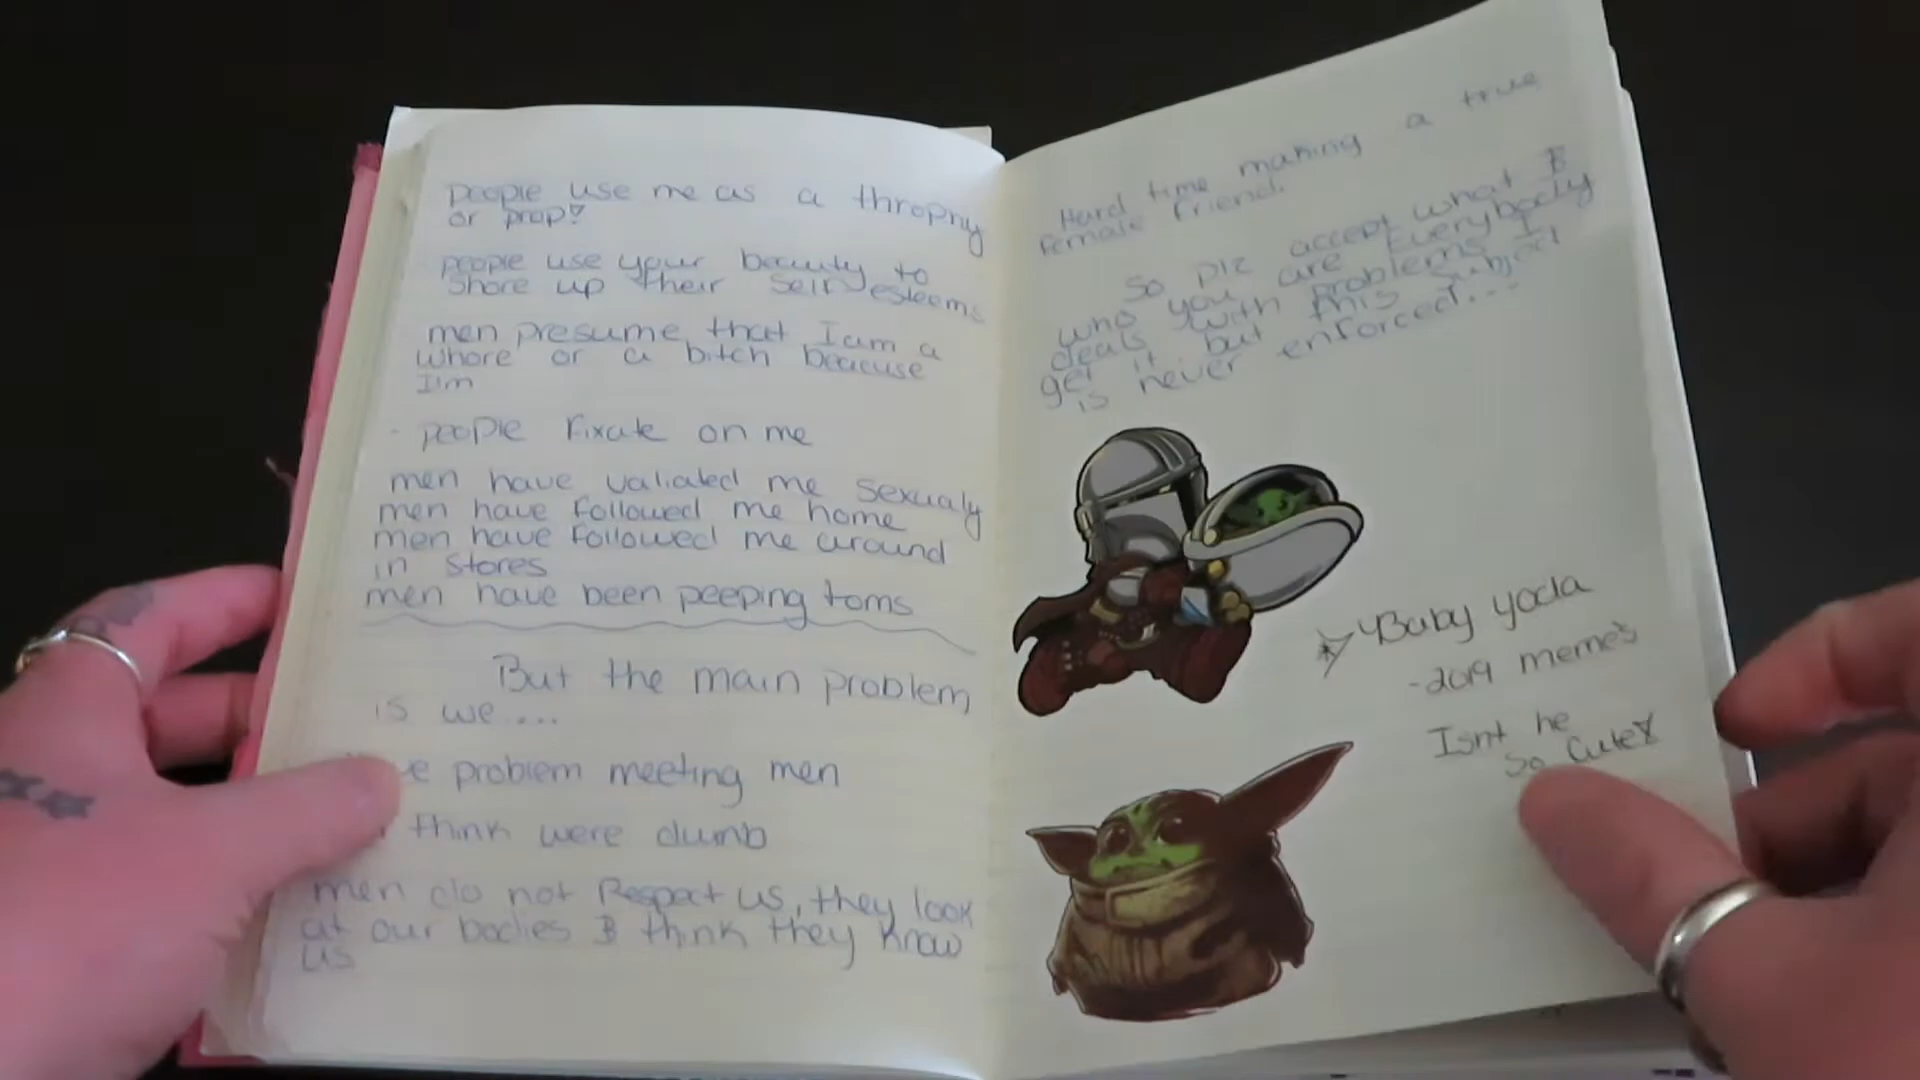 people use me as a throphy
or prop!
people use your beauty to
shore up their self esteems
men presume that I am a
whore or a bitch beacuse
I'm
- people fixate on me
men have valiated me sexualy
men have followed me home
men have followed me around
in stores
men have been peeping toms
But the main problem
is we...
problem meeting men
think were dumb
men do not Respect us, they look
at our bodies & think they know
us
Hard time making a true
female friend.
So plz accept what &
who you are Everybody
deals with problems I
get it but this subject
is never enforced...
Baby yoda
-2019 meme's
Isnt he
so cute!